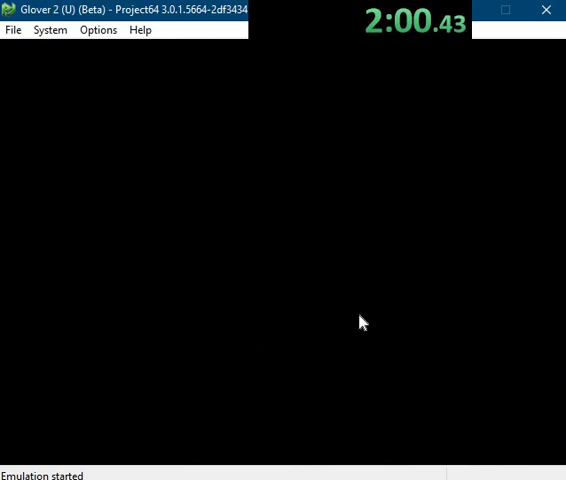 Glover 2 (U) (Beta) - Project64 3.0.1.5664-2df3434
2:00.43
File System Options Help
Emulation started